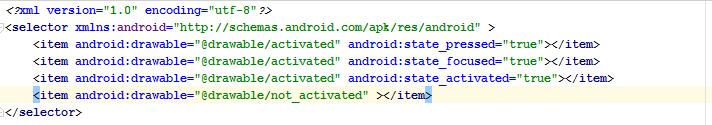 <?xml version="1.0" encoding="utf-8"?>
<selector xmlns:android="http://schemas.android.com/apk/res/android" >
<item android:drawable="@drawable/activated" android:state_pressed="true"></item>
<item android:drawable="@drawable/activated" android:state_focused="true"></item>
<item android:drawable="@drawable/activated" android:state_activated="true"></item>
<item android:drawable="@drawable/not_activated" ></item>
</selector>